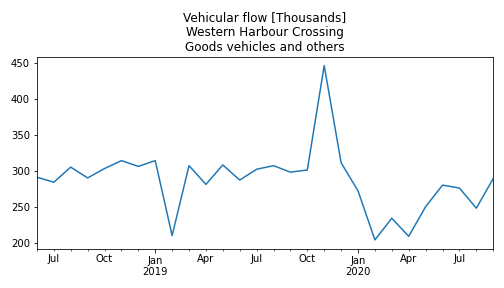 Vehicular flow [Thousands]
Western Harbour Crossing
Goods vehicles and others
450
400
350
300
250
200
Jul Oct Jan Apr Jul Oct Jan Apr Jul
2019 2020